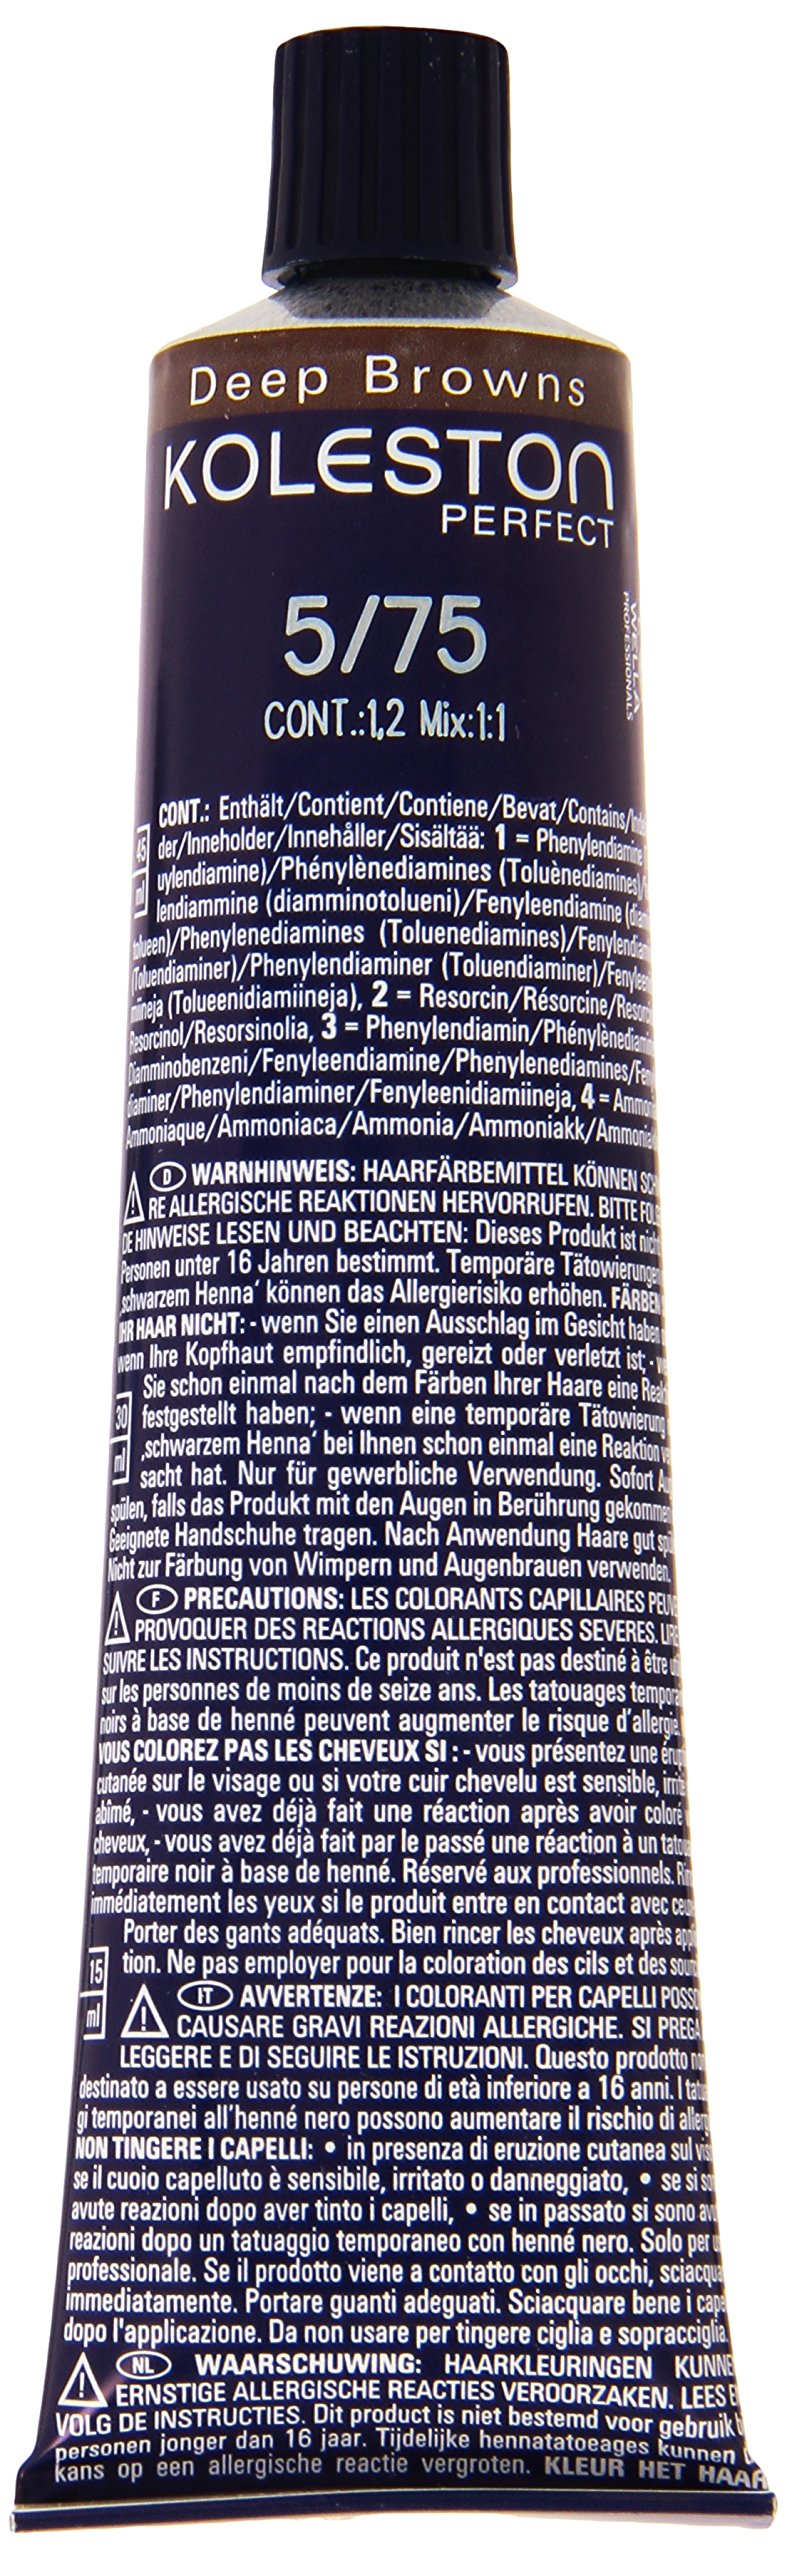 Deep Browns
KOLESTON
PERFECT
WELLA
PROFESSIONALS
5/75
CONT.:1,2 Mix:1:1
45
ml
CONT.: Enthält/Contient/Contiene/Bevat/Contains/
der/Inneholder/Innehåller/Sisältää: 1 = Phenylendiamine
uylendiamine)/Phénylènediamines (Toluènediamines)/
lendiammine (diamminotolueni)/Fenyleendiamine
tolueen)/Phenylenediamines (Toluenediamines)/
(Toluendiaminer)/Phenylendiaminer (Toluendiaminer)/
miineja (Tolueenidiamiineja), 2 = Resorcin/Résorcine/
Resorcinol/Resorsinolia, 3 = Phenylendiamin/
Diamminobenzeni/Fenyleendiamine/Phenylenediamines/
diaminer/Phenylendiaminer/Fenyleenidiamiineja, 4 =
Ammoniaque/Ammoniaca/Ammonia/Ammoniakk/
D WARNHINWEIS: HAARFÄRBEMITTEL KÖNNEN
RE ALLERGISCHE REAKTIONEN HERVORRUFEN. BITTE
DE HINWEISE LESEN UND BEACHTEN: Dieses Produkt ist
Personen unter 16 Jahren bestimmt. Temporäre Tätowierungen
‚schwarzem Henna‘ können das Allergierisiko erhöhen. FÄRBEN
IHR HAAR NICHT: - wenn Sie einen Ausschlag im Gesicht haben
wenn Ihre Kopfhaut empfindlich, gereizt oder verletzt ist; -
Sie schon einmal nach dem Färben Ihrer Haare eine
30
ml
festgestellt haben; - wenn eine temporäre Tätowierung
‚schwarzem Henna‘ bei Ihnen schon einmal eine Reaktion
sacht hat. Nur für gewerbliche Verwendung. Sofort
spülen, falls das Produkt mit den Augen in Berührung gekommen
Geeignete Handschuhe tragen. Nach Anwendung Haare gut
Nicht zur Färbung von Wimpern und Augenbrauen verwenden.
F PRECAUTIONS: LES COLORANTS CAPILLAIRES
PROVOQUER DES REACTIONS ALLERGIQUES SEVERES.
SUIVRE LES INSTRUCTIONS. Ce produit n'est pas destiné à être
sur les personnes de moins de seize ans. Les tatouages
noirs à base de henné peuvent augmenter le risque d'allergie.
VOUS COLOREZ PAS LES CHEVEUX SI : - vous présentez une
cutanée sur le visage ou si votre cuir chevelu est sensible,
abîmé, - vous avez déjà fait une réaction après avoir coloré
cheveux, - vous avez déjà fait par le passé une réaction à un
temporaire noir à base de henné. Réservé aux professionnels.
immédiatement les yeux si le produit entre en contact avec
Porter des gants adéquats. Bien rincer les cheveux après
15
ml
tion. Ne pas employer pour la coloration des cils et des
IT AVVERTENZE: I COLORANTI PER CAPELLI
CAUSARE GRAVI REAZIONI ALLERGICHE. SI
LEGGERE E DI SEGUIRE LE ISTRUZIONI. Questo prodotto
destinato a essere usato su persone di età inferiore a 16 anni. I
gi temporanei all'henné nero possono aumentare il rischio di
NON TINGERE I CAPELLI: • in presenza di eruzione cutanea sul
se il cuoio capelluto è sensibile, irritato o danneggiato, • se si
avute reazioni dopo aver tinto i capelli, • se in passato si sono
reazioni dopo un tatuaggio temporaneo con henné nero. Solo per
professionale. Se il prodotto viene a contatto con gli occhi,
immediatamente. Portare guanti adeguati. Sciacquare bene i
dopo l'applicazione. Da non usare per tingere ciglia e sopracciglia.
NL WAARSCHUWING: HAARKLEURINGEN
ERNSTIGE ALLERGISCHE REACTIES VEROORZAKEN. LEES
VOLG DE INSTRUCTIES. Dit product is niet bestemd voor gebruik
personen jonger dan 16 jaar. Tijdelijke hennatatoeages kunnen
kans op een allergische reactie vergroten. KLEUR HET HAAR